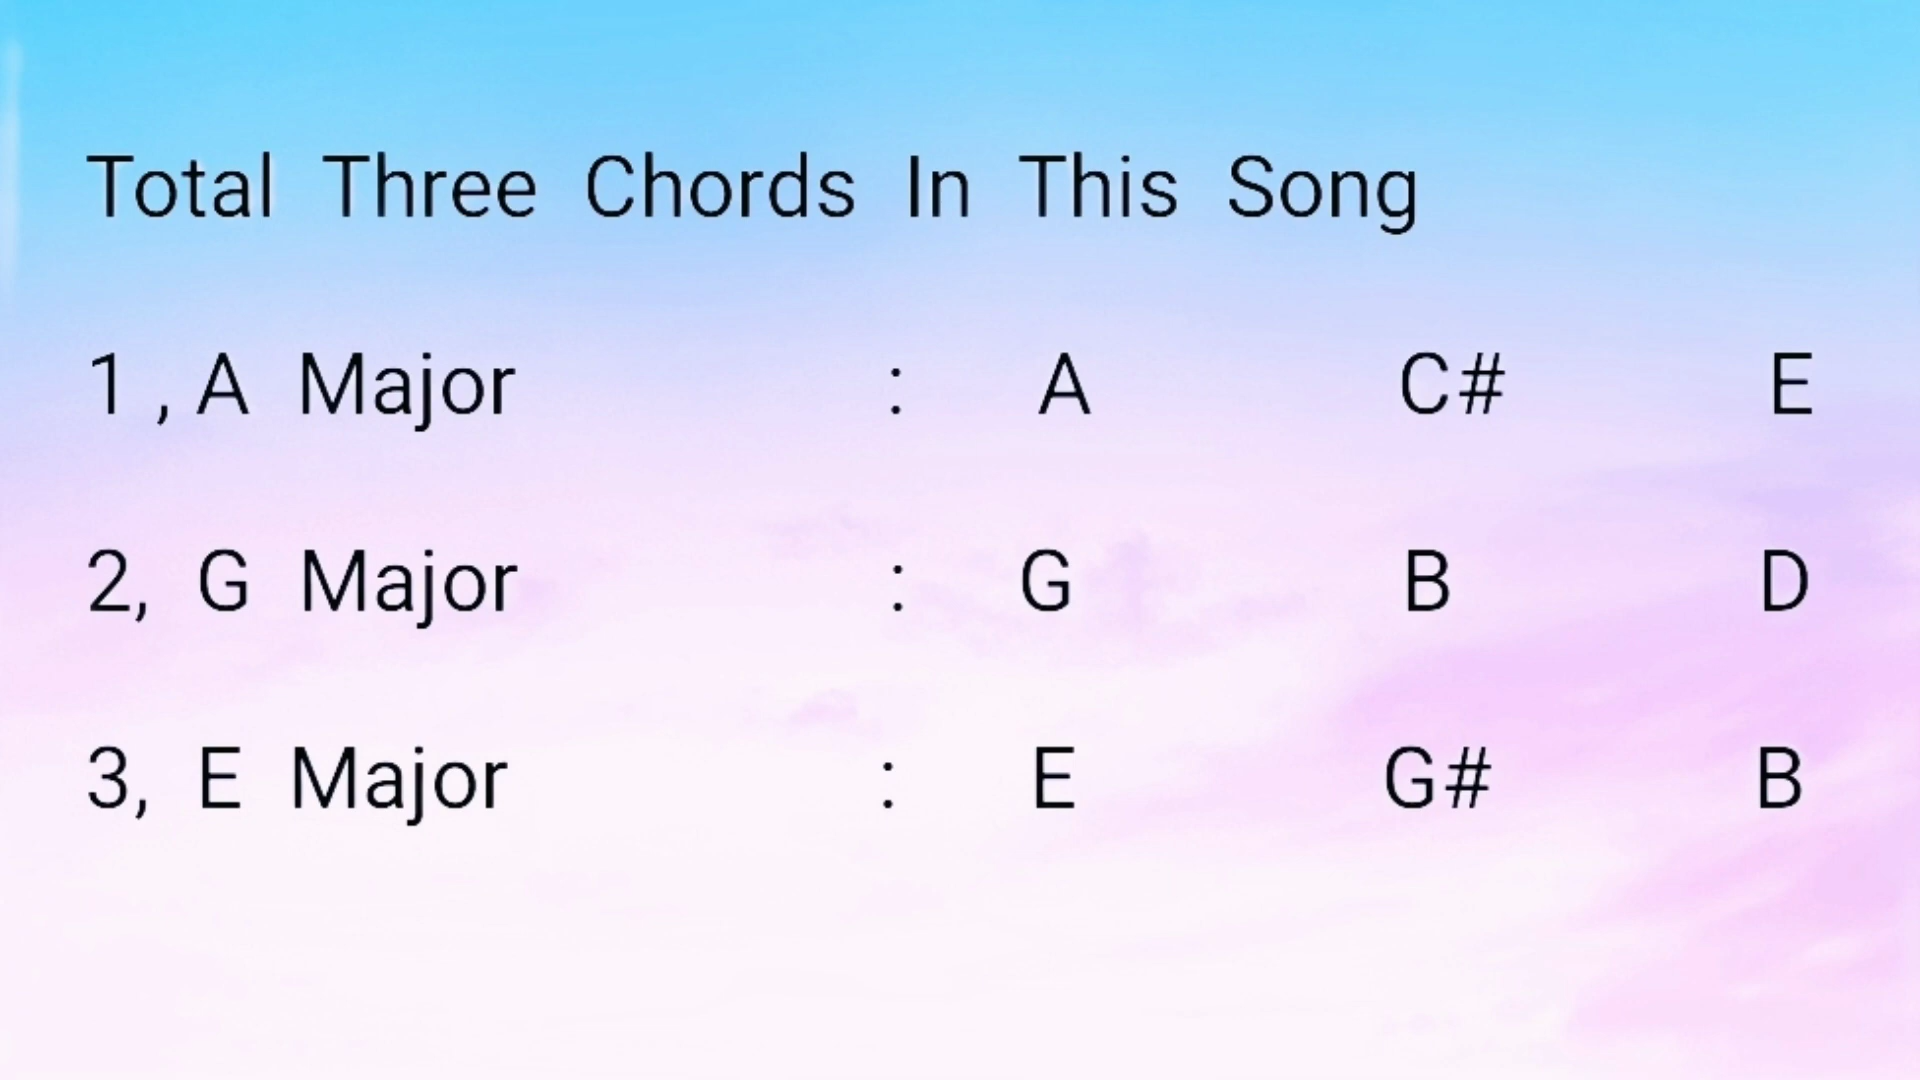 Total Three Chords In This Song
1 , A Major : A C# E
2, G Major : G B D
3, E Major : E G# B